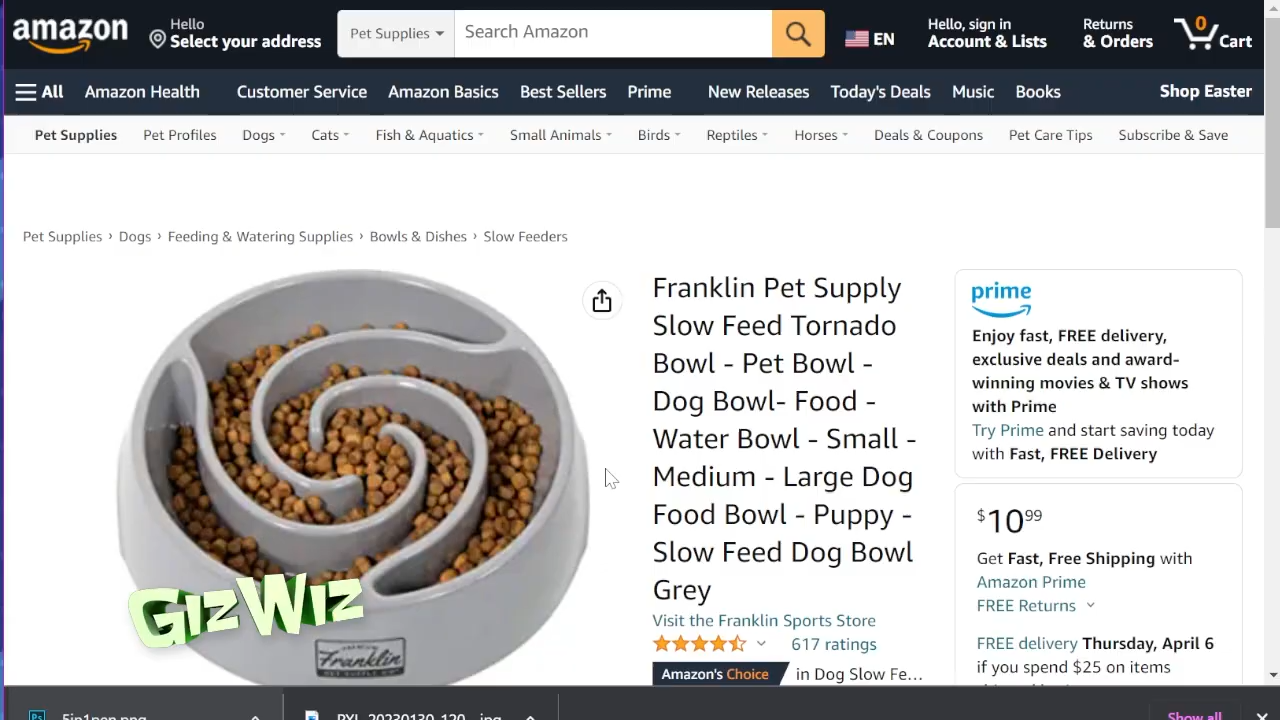 amazon
Hello
Select your address
Pet Supplies
Search Amazon
EN
Hello, sign in
Account & Lists
Returns
& Orders
0
Cart
All
Amazon Health
Customer Service
Amazon Basics
Best Sellers
Prime
New Releases
Today's Deals
Music
Books
Shop Easter
Pet Supplies
Pet Profiles
Dogs
Cats
Fish & Aquatics
Small Animals
Birds
Reptiles
Horses
Deals & Coupons
Pet Care Tips
Subscribe & Save
Pet Supplies › Dogs › Feeding & Watering Supplies › Bowls & Dishes › Slow Feeders
GizWiz
Franklin
Franklin Pet Supply
Slow Feed Tornado
Bowl - Pet Bowl -
Dog Bowl- Food -
Water Bowl - Small -
Medium - Large Dog
Food Bowl - Puppy -
Slow Feed Dog Bowl
Grey
Visit the Franklin Sports Store
617 ratings
Amazon's Choice
in Dog Slow Fe...
prime
Enjoy fast, FREE delivery,
exclusive deals and award-
winning movies & TV shows
with Prime
Try Prime and start saving today
with Fast, FREE Delivery
$10 99
Get Fast, Free Shipping with
Amazon Prime
FREE Returns
FREE delivery Thursday, April 6
if you spend $25 on items
Ps
5in1pen.png
Show all